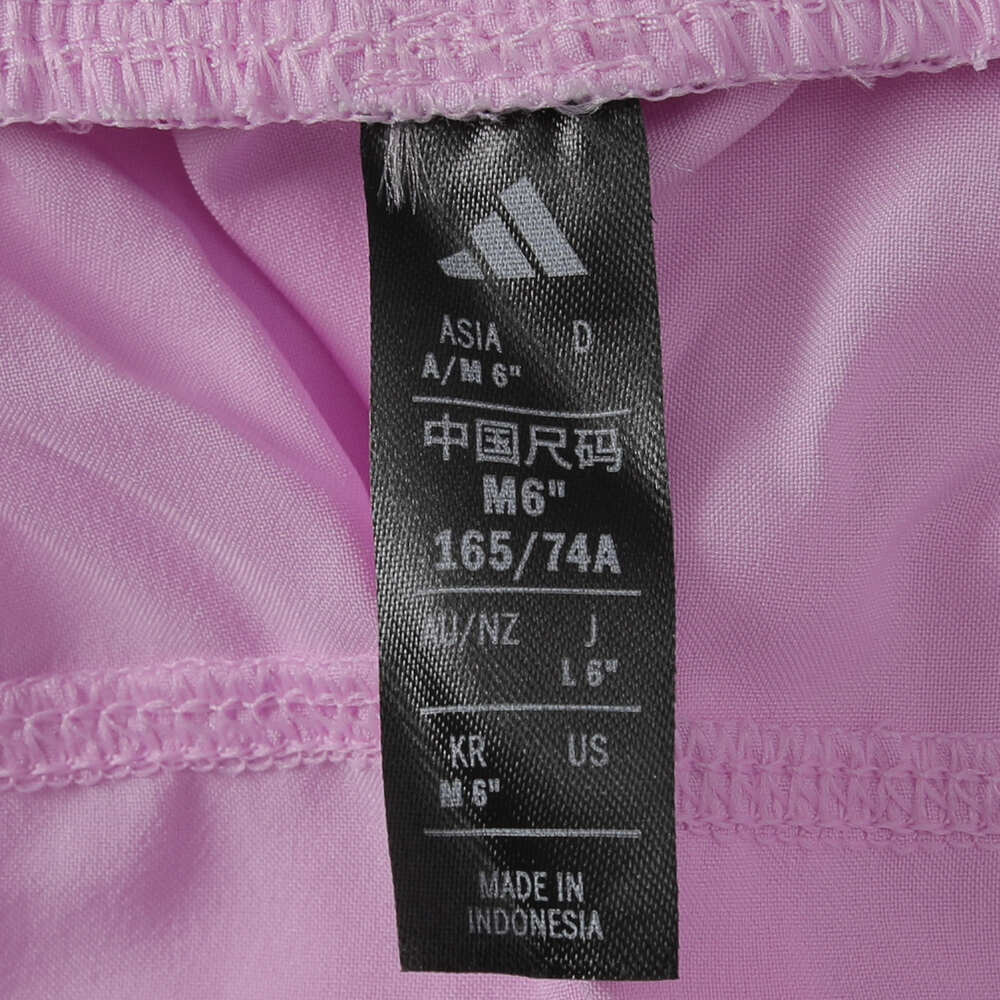 ASIA D
A/M 6"
中国尺码
M6"
165/74A
AU/NZ J
L 6"
KR US
M 6"
MADE IN
INDONESIA